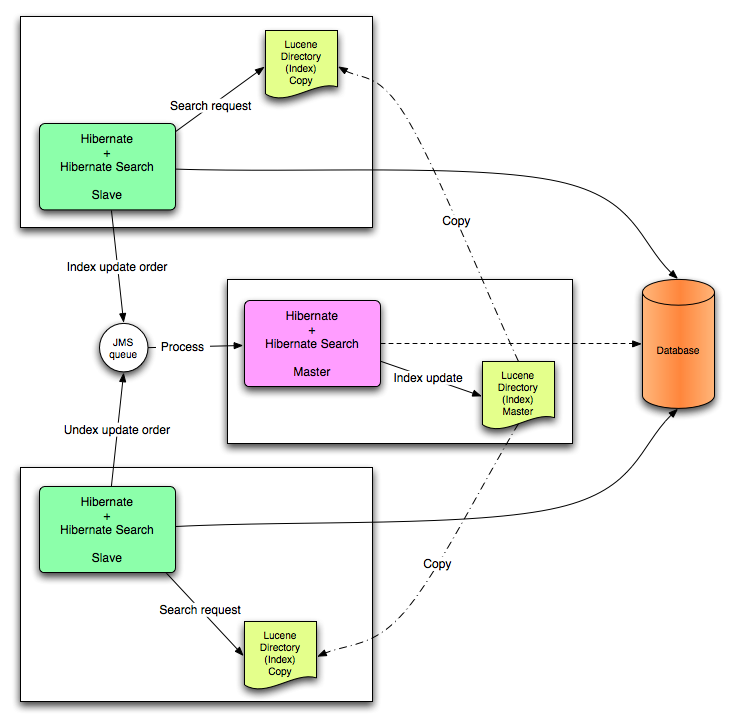 Lucene
Directory
(Index)
Copy
Search request
Hibernate
+
Hibernate Search
Slave
Copy
Index update order
Hibernate
+
Hibernate Search
Master
JMS
queue
Process
Database
Index update
Lucene
Directory
(Index)
Master
Undex update order
Hibernate
+
Hibernate Search
Slave
Copy
Search request
Lucene
Directory
(Index)
Copy